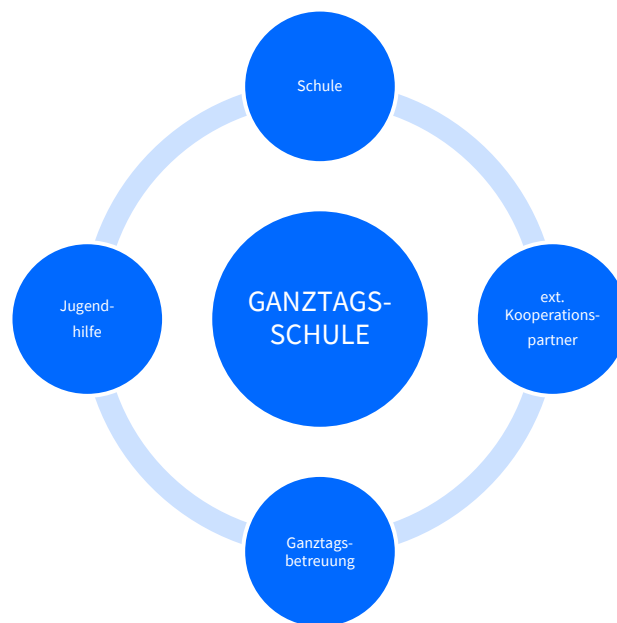 Schule
Jugend-
hilfe
GANZTAGS-
SCHULE
ext.
Kooperations-
partner
Ganztags-
betreuung